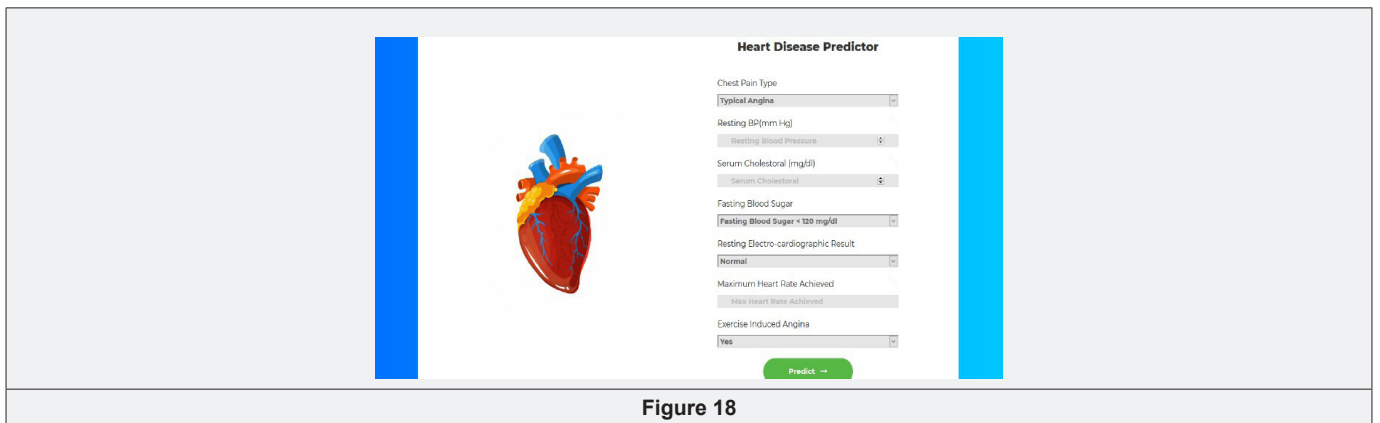 Heart Disease Predictor
Chest Pain Type
Typical Angina
Resting BP(mm Hg)
Resting Blood Pressure
Serum Cholestoral (mg/dl)
Serum Cholestoral
Fasting Blood Sugar
Fasting Blood Sugar < 120 mg/dl
Resting Electro-cardiographic Result
Normal
Maximum Heart Rate Achieved
Max Heart Rate Achieved
Exercise Induced Angina
Yes
Predict →
Figure 18